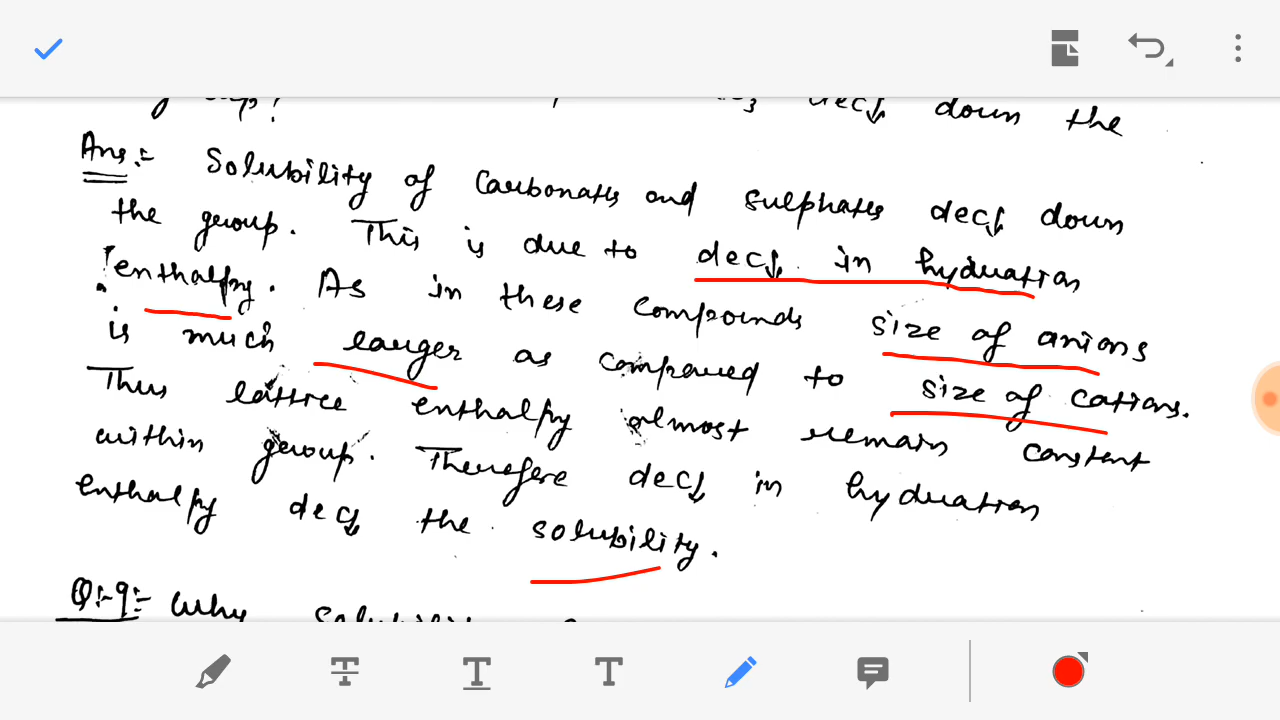 down the
Ans:- Solubility of Carbonates and sulphates decs down
the group. This is due to decs in hydration
enthalpy. As in these compounds size of anions
is much larger as compared to size of cations.
Thus lattice enthalpy almost remain constant
within group. Therefore decs in hydration
enthalpy decs the solubility.
Q:-9:- Why